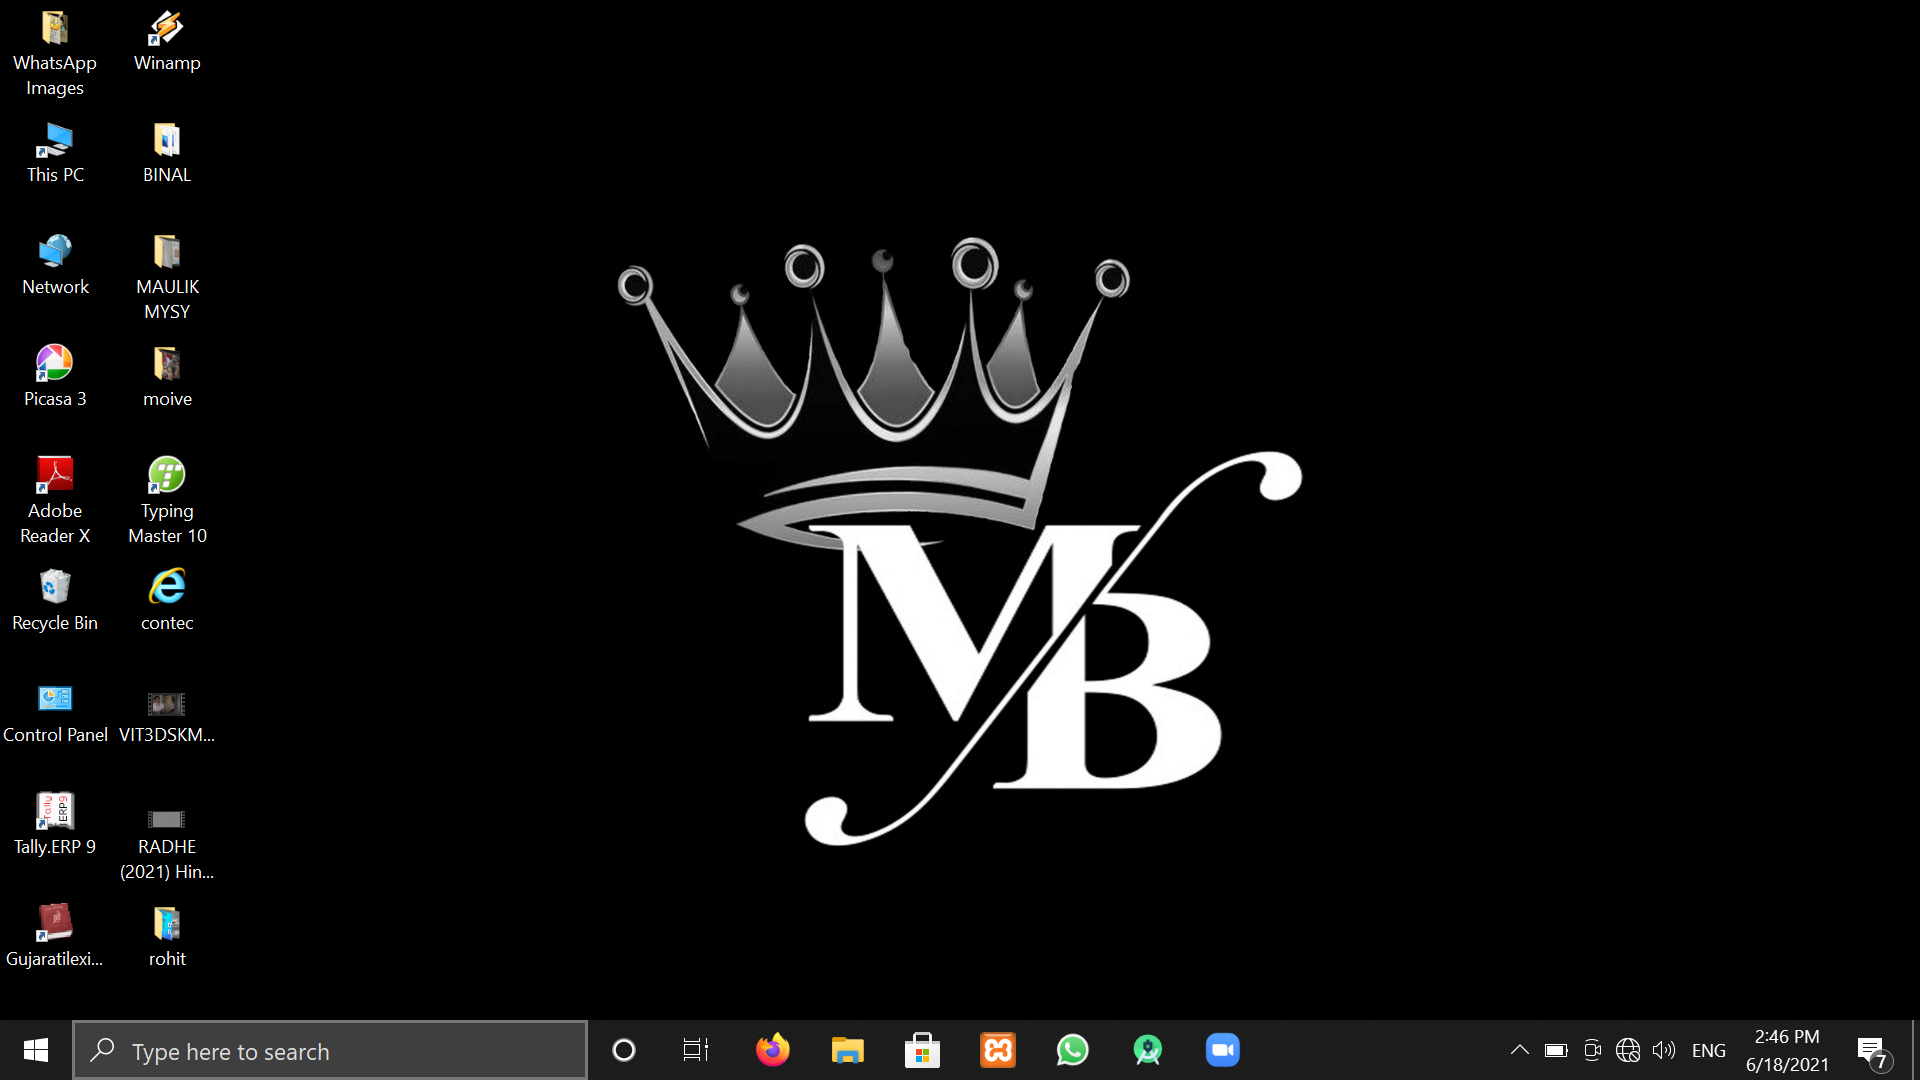 WhatsApp
Images
Winamp
This PC
BINAL
Network
MAULIK
MYSY
Picasa 3
moive
Adobe
Reader X
Typing
Master 10
Recycle Bin
contec
Control Panel
VIT3DSKM...
Tally.ERP 9
RADHE
(2021) Hin...
Gujaratilexi...
rohit
MB
Type here to search
ENG
2:46 PM
6/18/2021
7